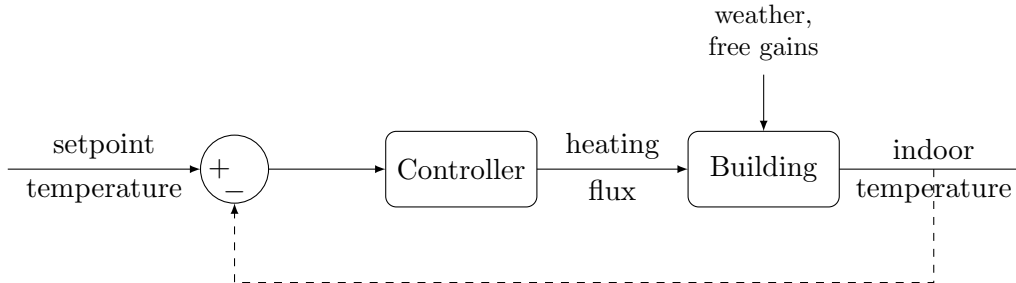 weather,
free gains
setpoint
temperature
+
−
Controller
heating
flux
Building
indoor
temperature